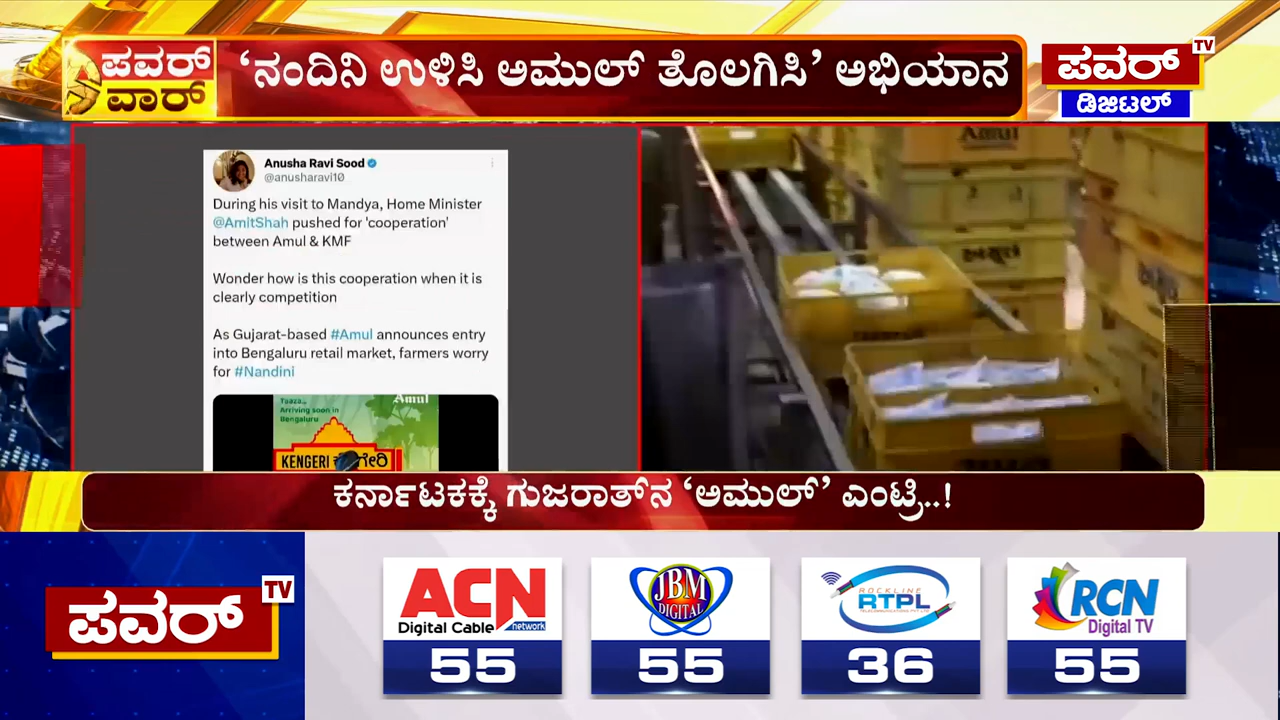 ಪವರ್
ವಾರ್
‘ನಂದಿನಿ ಉಳಿಸಿ ಅಮುಲ್ ತೊಲಗಿಸಿ’ ಅಭಿಯಾನ
ಪವರ್ TV
ಡಿಜಿಟಲ್
Anusha Ravi Sood
@anusharavi10
During his visit to Mandya, Home Minister
@AmitShah pushed for 'cooperation'
between Amul & KMF
Wonder how is this cooperation when it is
clearly competition
As Gujarat-based #Amul announces entry
into Bengaluru retail market, farmers worry
for #Nandini
Taaza...
Arriving soon in
Bengaluru
Amul
KENGERI
Amul
ಕರ್ನಾಟಕಕ್ಕೆ ಗುಜರಾತ್‌ನ ‘ಅಮುಲ್’ ಎಂಟ್ರಿ..!
ಪವರ್ TV
ACN
Digital Cable network
55
JBM
DIGITAL
55
ROCKLINE
RTPL
36
RCN
Digital TV
55